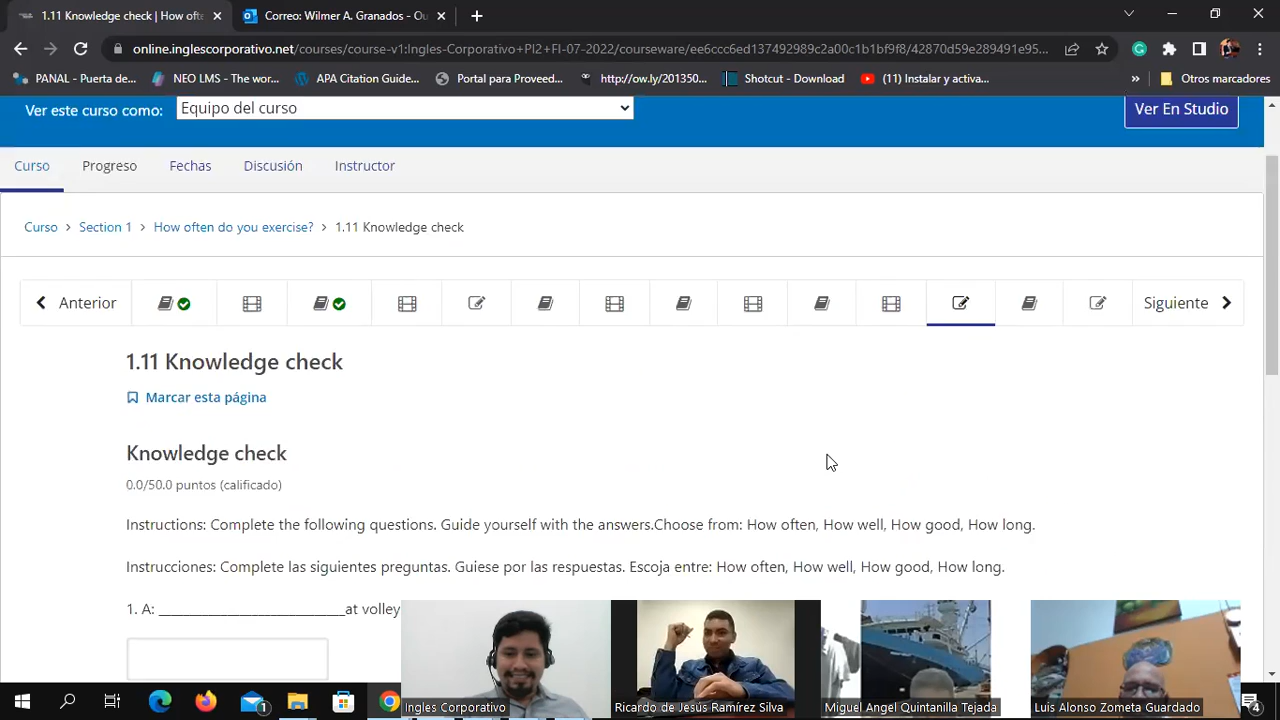 1.11 Knowledge check | How ofte
Correo: Wilmer A. Granados - Ou
online.inglescorporativo.net/courses/course-v1:Ingles-Corporativo+PI2+FI-07-2022/courseware/ee6ccc6ed137492989c2a00c1b1bf9f8/42870d59e289491e95...
PANAL - Puerta de...
NEO LMS - The wor...
APA Citation Guide...
Portal para Proveed...
http://ow.ly/201350...
Shotcut - Download
(11) Instalar y activa...
»
Otros marcadores
Ver este curso como:
Equipo del curso
Ver En Studio
Curso
Progreso
Fechas
Discusión
Instructor
Curso > Section 1 > How often do you exercise? > 1.11 Knowledge check
Anterior
Siguiente
1.11 Knowledge check
Marcar esta página
Knowledge check
0.0/50.0 puntos (calificado)
Instructions: Complete the following questions. Guide yourself with the answers.Choose from: How often, How well, How good, How long.
Instrucciones: Complete las siguientes preguntas. Guiese por las respuestas. Escoja entre: How often, How well, How good, How long.
1. A: __________________________at volley
Ingles Corporativo
Ricardo de Jesús Ramírez Silva
Miguel Angel Quintanilla Tejada
Luis Alonso Zometa Guardado
1
4